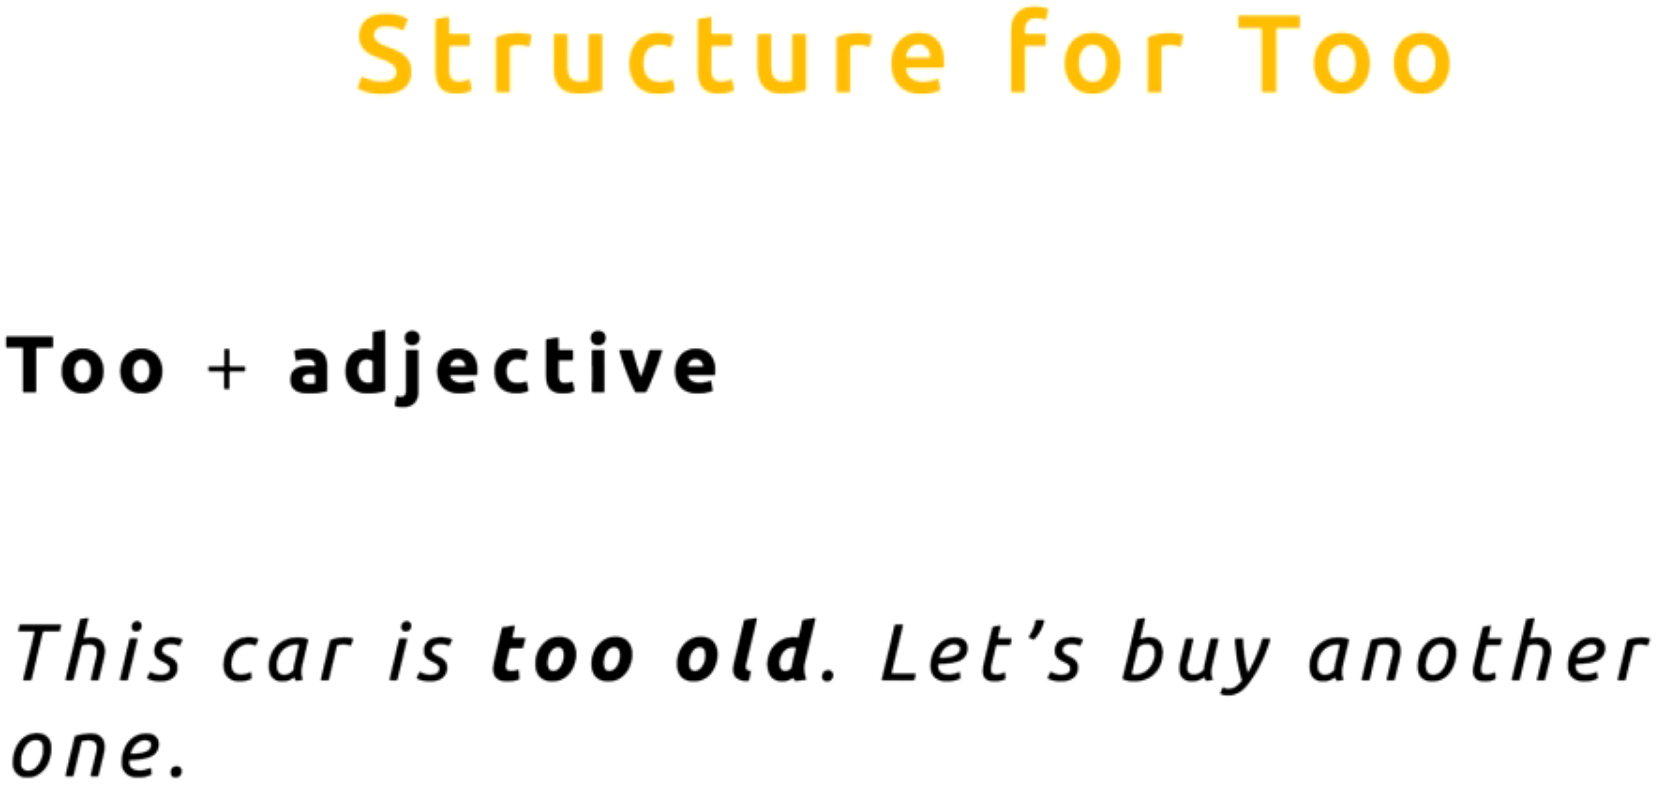 Structure for Too
Too + adjective
This car is too old. Let’s buy another
one.